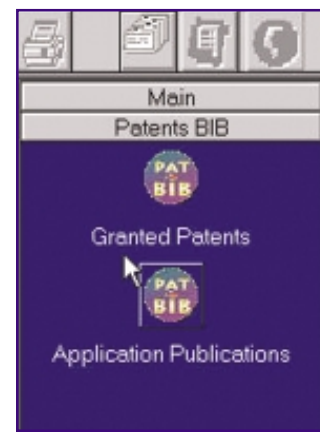 Main
Patents BIB
PAT
BIB
Granted Patents
PAT
BIB
Application Publications